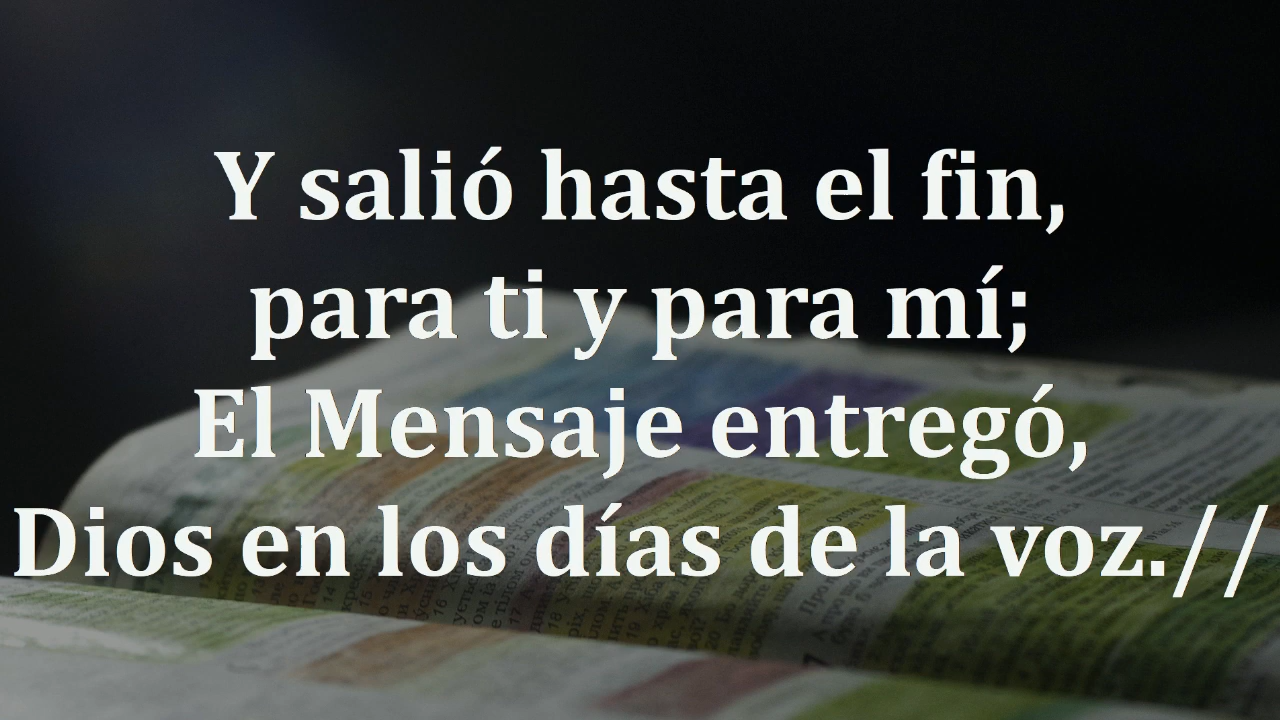 Y salió hasta el fin,
para ti y para mí;
El Mensaje entregó,
Dios en los días de la voz.//